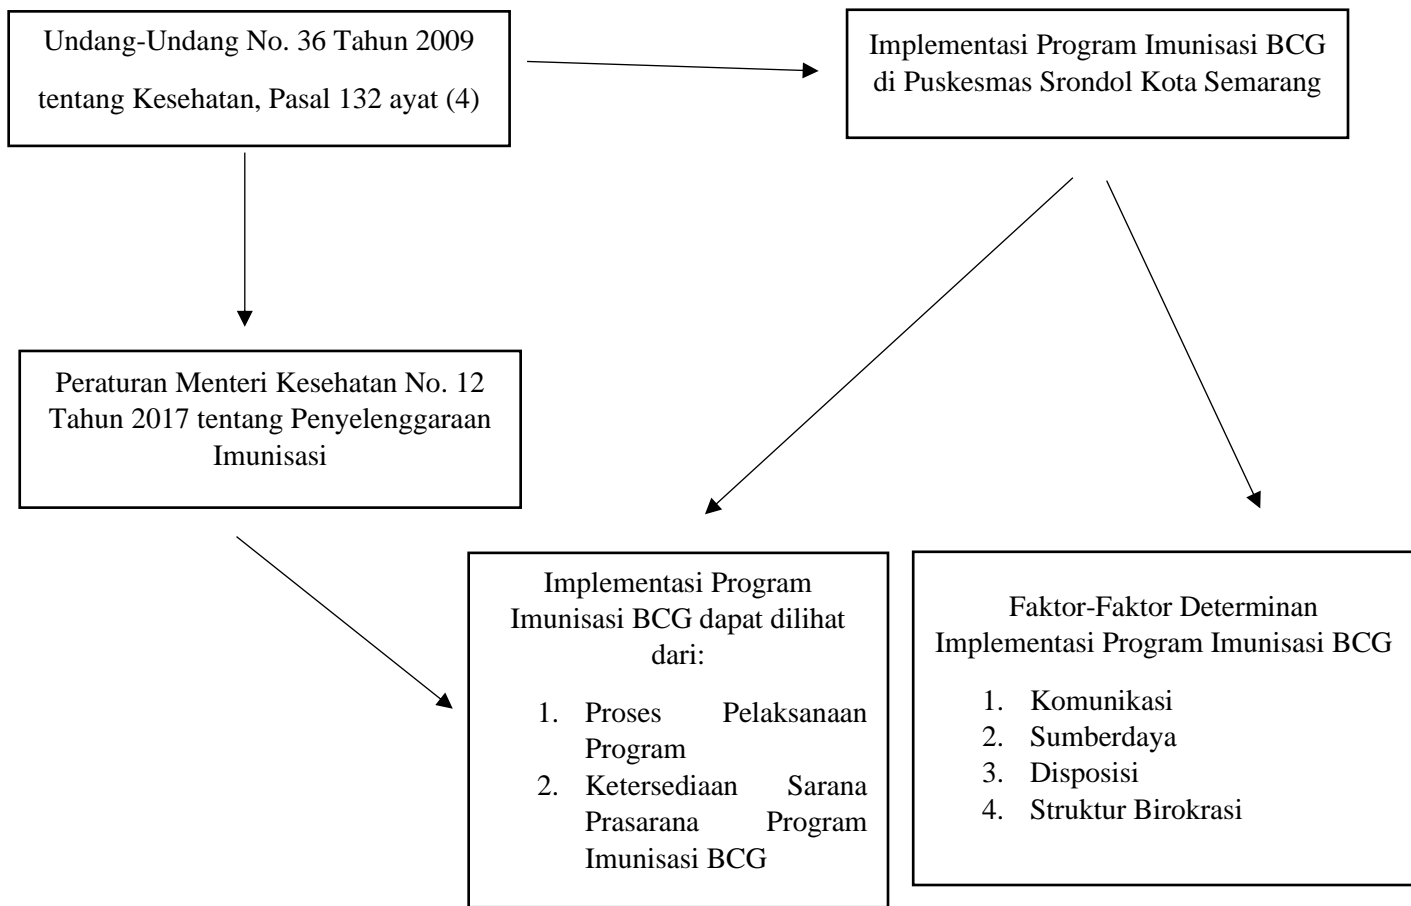 Undang-Undang No. 36 Tahun 2009
tentang Kesehatan, Pasal 132 ayat (4)
Implementasi Program Imunisasi BCG
di Puskesmas Srondol Kota Semarang
Peraturan Menteri Kesehatan No. 12
Tahun 2017 tentang Penyelenggaraan
Imunisasi
Implementasi Program
Imunisasi BCG dapat dilihat
dari:
1. Proses Pelaksanaan
Program
2. Ketersediaan Sarana
Prasarana Program
Imunisasi BCG
Faktor-Faktor Determinan
Implementasi Program Imunisasi BCG
1. Komunikasi
2. Sumberdaya
3. Disposisi
4. Struktur Birokrasi